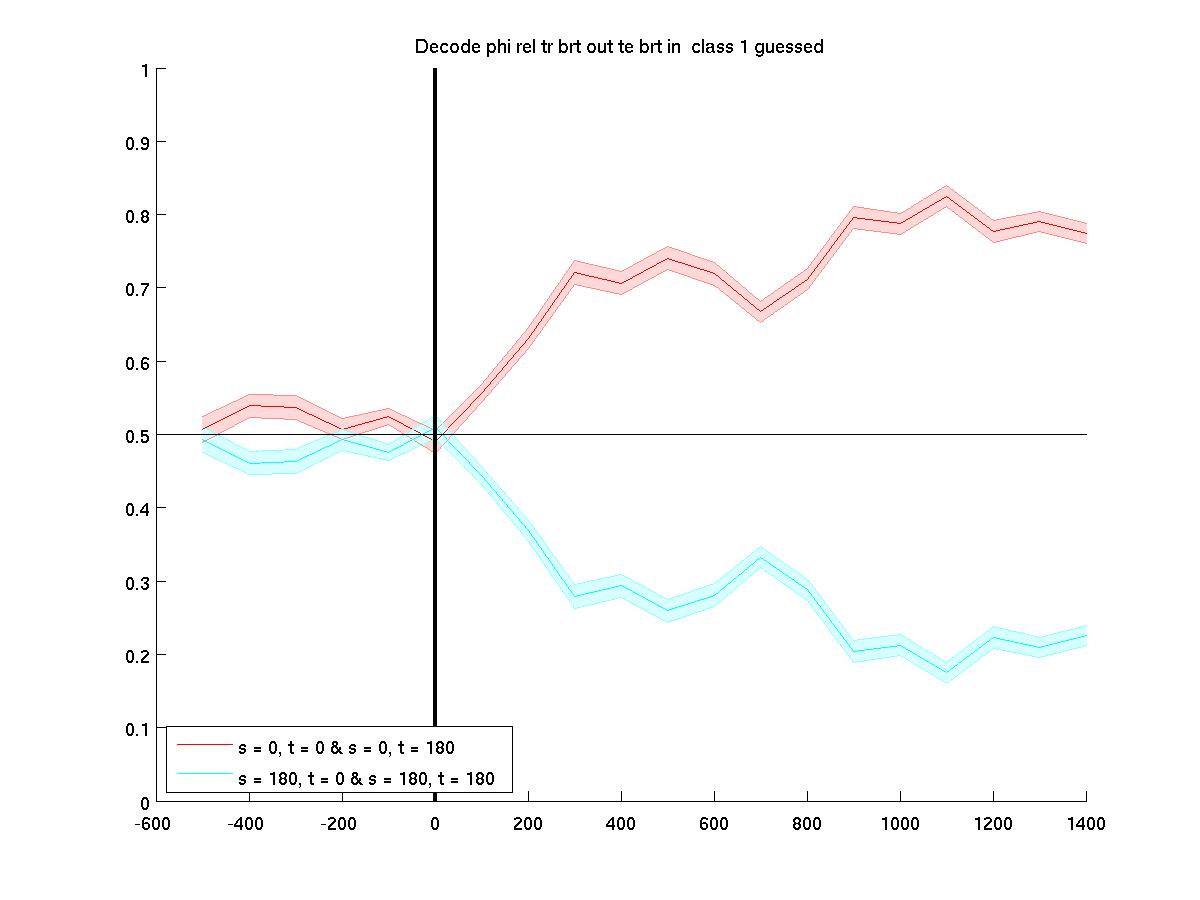 Decode phi rel tr brt out te brt in  class 1 guessed
1
0.9
0.8
0.7
0.6
0.5
0.4
0.3
0.2
0.1
0
s = 0, t = 0 & s = 0, t = 180
s = 180, t = 0 & s = 180, t = 180
-600 -400 -200 0 200 400 600 800 1000 1200 1400